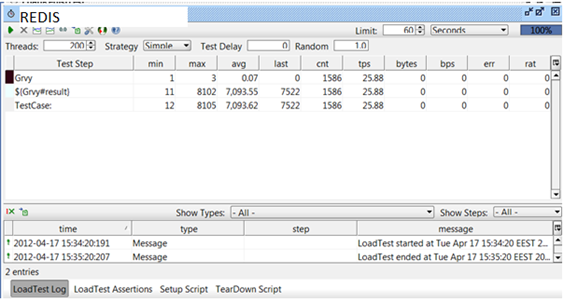 REDIS
Limit: 60 Seconds 100%
Threads: 200 Strategy Simple Test Delay 0 Random 1.0
Test Step min max avg last cnt tps bytes bps err rat
Grvy 1 3 0.07 0 1586 25.88 0 0 0 0
$(Grvy#result) 11 8102 7,093.55 7522 1586 25.88 0 0 0 0
TestCase: 12 8105 7,093.62 7522 1586 25.88 0 0 0 0
Show Types: - All - Show Steps: - All -
time type step message
2012-04-17 15:34:20:191 Message LoadTest started at Tue Apr 17 15:34:20 EEST 2...
2012-04-17 15:35:20:207 Message LoadTest ended at Tue Apr 17 15:35:20 EEST 20...
2 entries
LoadTest Log LoadTest Assertions Setup Script TearDown Script